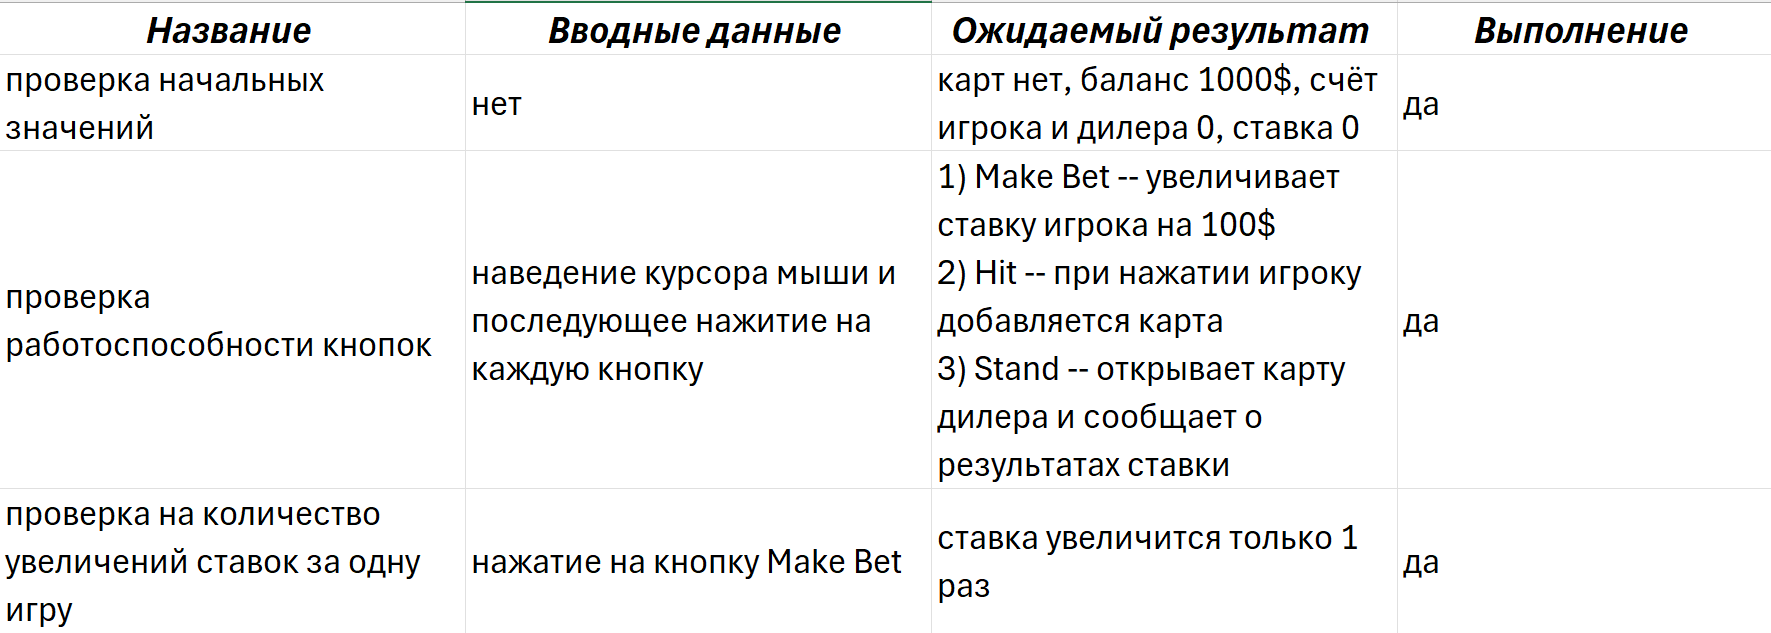 Название
Вводные данные
Ожидаемый результат
Выполнение
проверка начальных
значений
нет
карт нет, баланс 1000$, счёт
игрока и дилера 0, ставка 0
да
проверка
работоспособности кнопок
наведение курсора мыши и
последующее нажитие на
каждую кнопку
1) Make Bet -- увеличивает
ставку игрока на 100$
2) Hit -- при нажатии игроку
добавляется карта
3) Stand -- открывает карту
дилера и сообщает о
результатах ставки
да
проверка на количество
увеличений ставок за одну
игру
нажатие на кнопку Make Bet
ставка увеличится только 1
раз
да